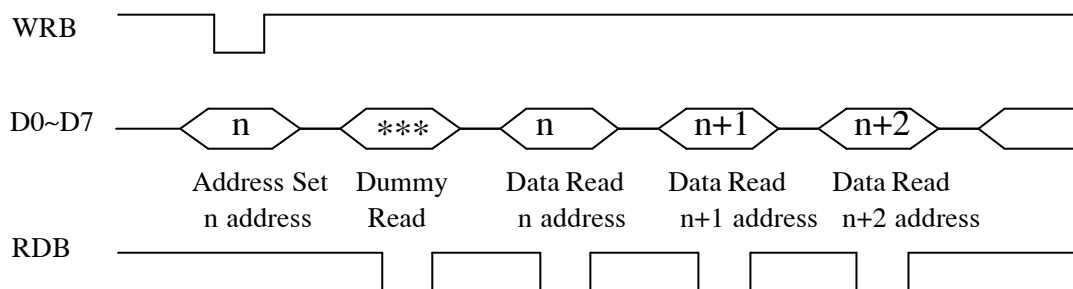 WRB
D0~D7 n *** n n+1 n+2
Address Set Dummy Data Read Data Read Data Read
n address Read n address n+1 address n+2 address
RDB